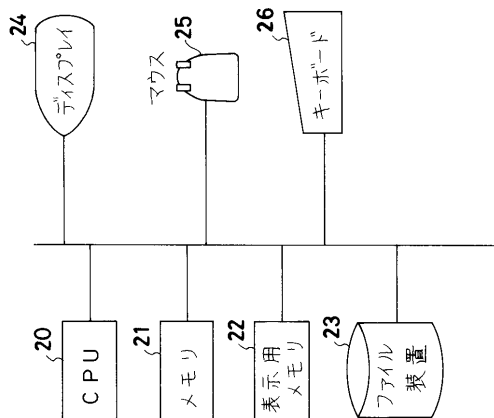 20
CPU
21
メモリ
22
表示用
メモリ
23
ファイル
装置
24
ディスプレイ
マウス
25
26
キーボード